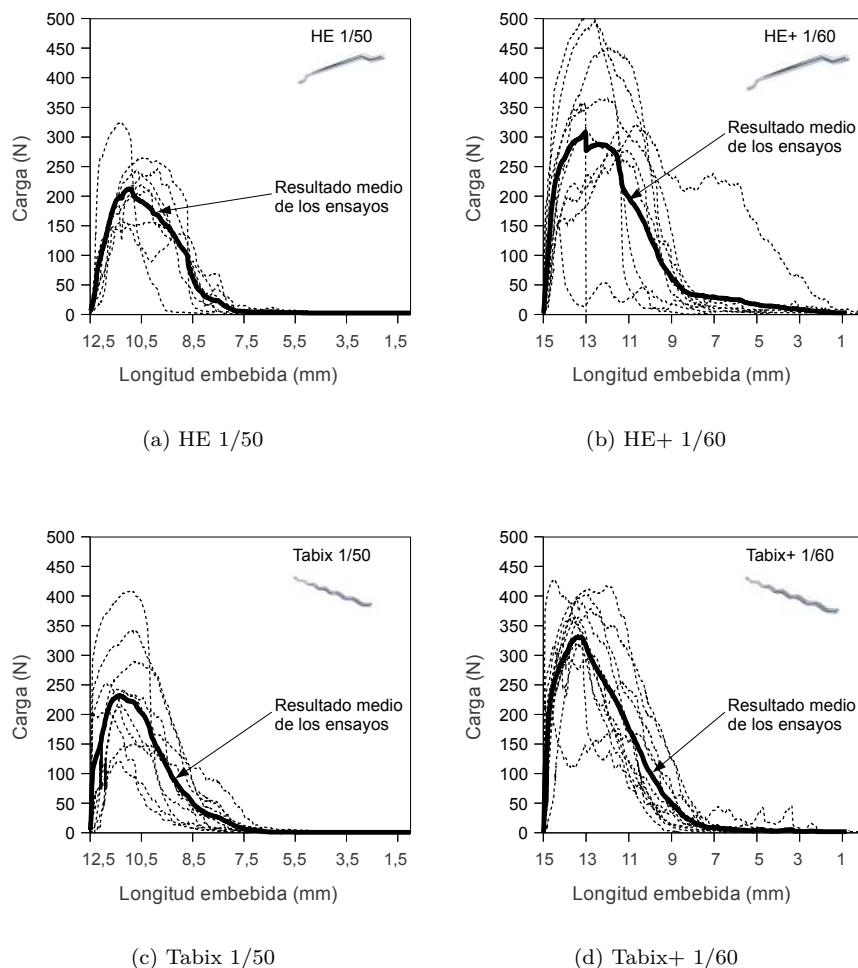 500
450
400
350
300
250
200
150
100
50
0
Carga (N)
HE 1/50
Resultado medio
de los ensayos
12,5 10,5 8,5 7,5 5,5 3,5 1,5
Longitud embebida (mm)
(a) HE 1/50
500
450
400
350
300
250
200
150
100
50
0
Carga (N)
HE+ 1/60
Resultado medio
de los ensayos
15 13 11 9 7 5 3 1
Longitud embebida (mm)
(b) HE+ 1/60
500
450
400
350
300
250
200
150
100
50
0
Carga (N)
Tabix 1/50
Resultado medio
de los ensayos
12,5 10,5 8,5 7,5 5,5 3,5 1,5
Longitud embebida (mm)
(c) Tabix 1/50
500
450
400
350
300
250
200
150
100
50
0
Carga (N)
Tabix+ 1/60
Resultado medio
de los ensayos
15 13 11 9 7 5 3 1
Longitud embebida (mm)
(d) Tabix+ 1/60